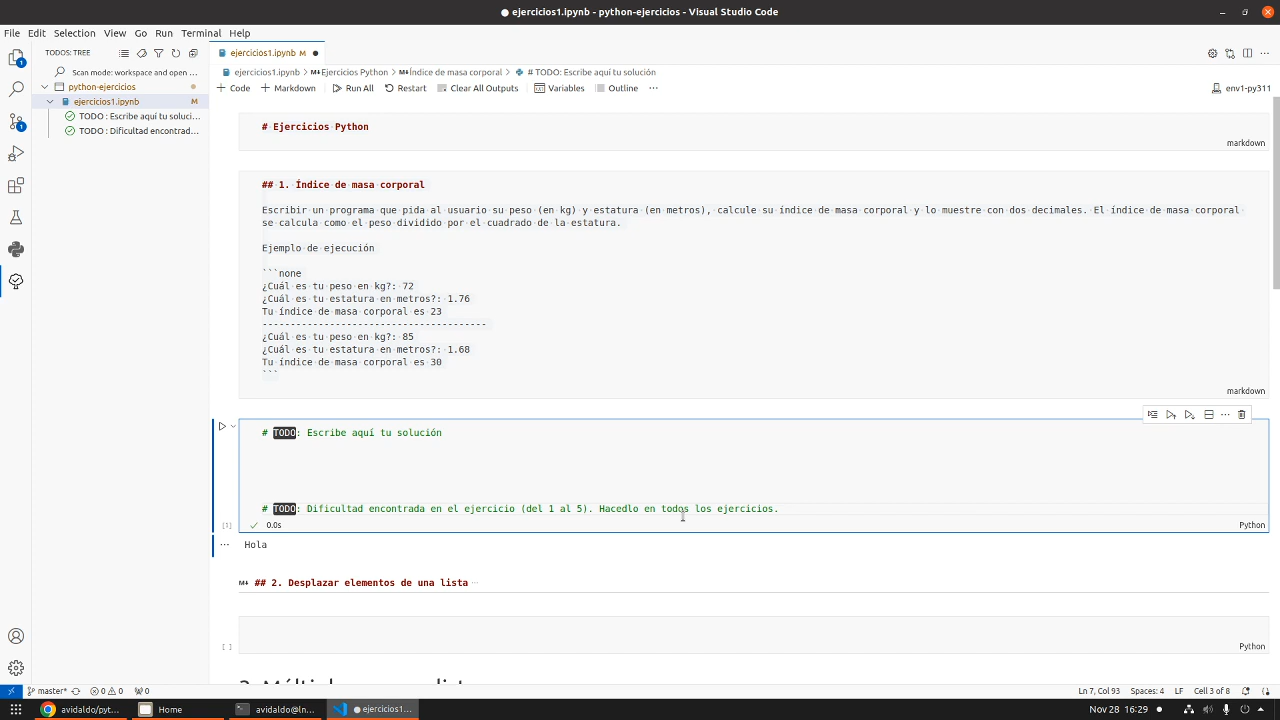 ejercicios1.ipynb - python-ejercicios - Visual Studio Code
File Edit Selection View Go Run Terminal Help
TODOS: TREE
ejercicios1.ipynb M
Scan mode: workspace and open ...
ejercicios1.ipynb > Ejercicios Python > Índice de masa corporal > # TODO: Escribe aquí tu solución
python-ejercicios
+ Code + Markdown Run All Restart Clear All Outputs Variables Outline ...
env1-py311
ejercicios1.ipynb M
TODO : Escribe aquí tu soluci...
TODO : Dificultad encontrad...
# Ejercicios Python
markdown
## 1. Índice de masa corporal
Escribir un programa que pida al usuario su peso (en kg) y estatura (en metros), calcule su índice de masa corporal y lo muestre con dos decimales. El índice de masa corporal
se calcula como el peso dividido por el cuadrado de la estatura.
Ejemplo de ejecución
```none
¿Cuál es tu peso en kg?: 72
¿Cuál es tu estatura en metros?: 1.76
Tu índice de masa corporal es 23
----------------------------------------
¿Cuál es tu peso en kg?: 85
¿Cuál es tu estatura en metros?: 1.68
Tu índice de masa corporal es 30
```
markdown
# TODO: Escribe aquí tu solución
# TODO: Dificultad encontrada en el ejercicio (del 1 al 5). Hacedlo en todos los ejercicios.
[1] 0.0s Python
Hola
M↓ ## 2. Desplazar elementos de una lista ...
[ ] Python
master* 0 0 0 Ln 7, Col 93 Spaces: 4 LF Cell 3 of 8
avidaldo/pyt... Home avidaldo@ln... ejercicios1... Nov 28 16:29